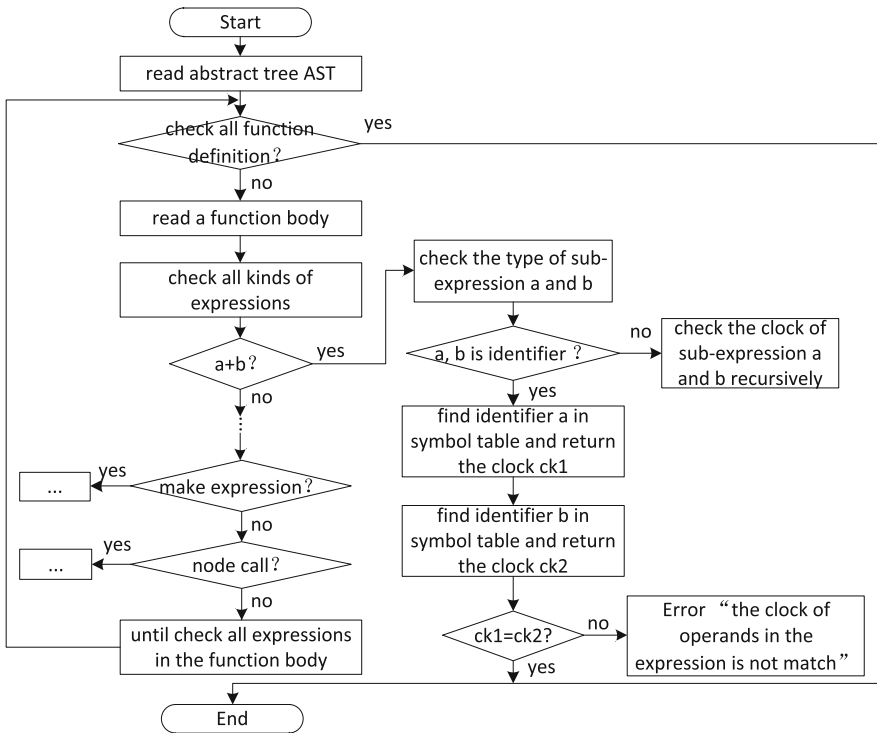 Start
read abstract tree AST
check all function
definition?
yes
no
read a function body
check all kinds of
expressions
a+b?
yes
no
make expression?
yes
...
no
node call?
yes
...
no
until check all expressions
in the function body
check the type of sub-
expression a and b
a, b is identifier ?
no
check the clock of
sub-expression a
and b recursively
yes
find identifier a in
symbol table and return
the clock ck1
find identifier b in
symbol table and return
the clock ck2
ck1=ck2?
no
Error “the clock of
operands in the
expression is not match”
yes
End